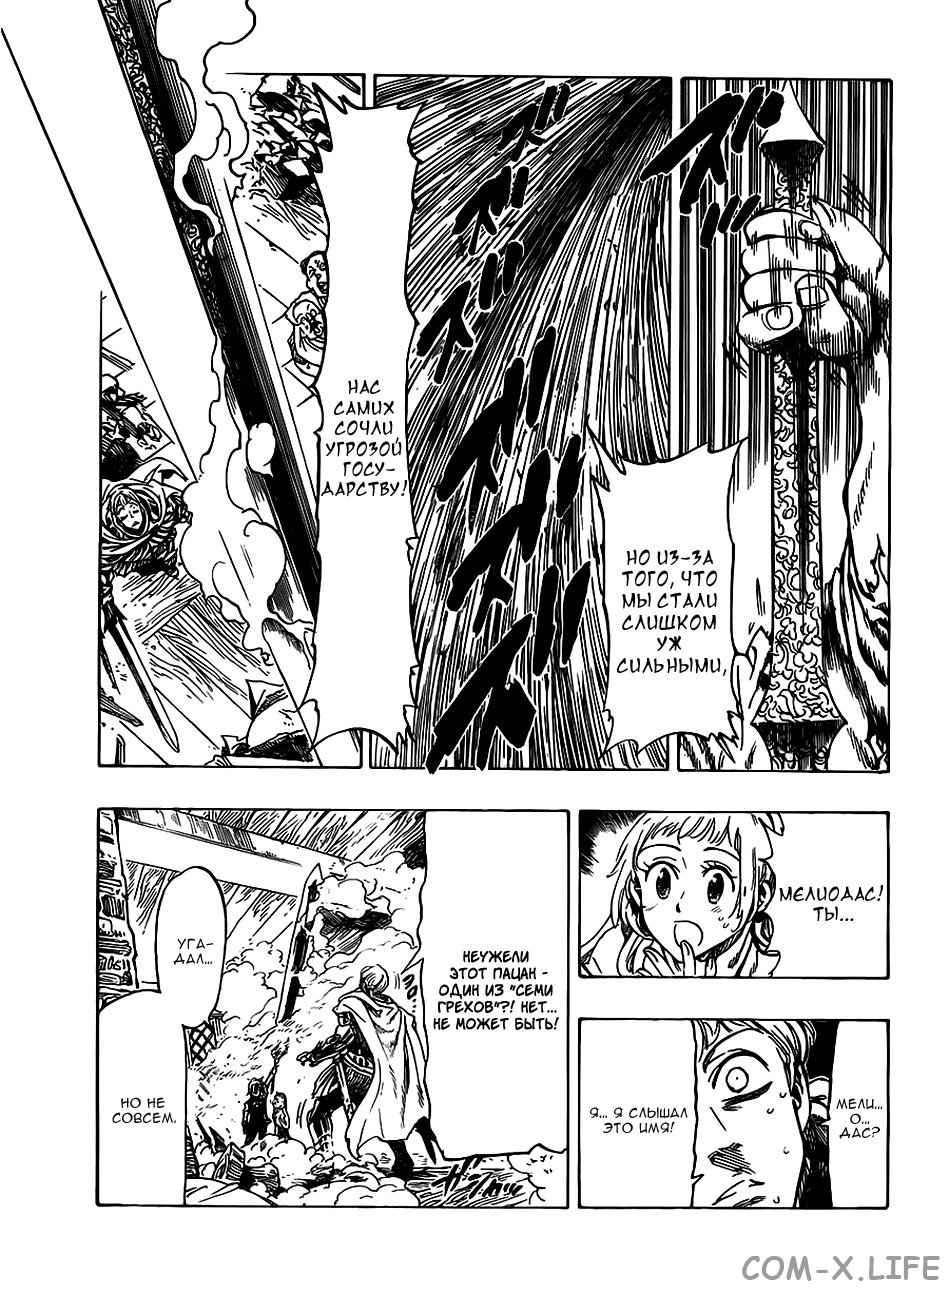 НО ИЗ-ЗА
ТОГО, ЧТО
МЫ СТАЛИ
СЛИШКОМ
УЖ
СИЛЬНЫМИ,
НАС
САМИХ
СОЧЛИ
УГРОЗОЙ
ГОСУ-
ДАРСТВУ!
МЕЛИОДАС!
ТЫ...
МЕЛИ...
О...
ДАС?
Я... Я СЛЫШАЛ
ЭТО ИМЯ!
НЕУЖЕЛИ
ЭТОТ ПАЦАН -
ОДИН ИЗ "СЕМИ
ГРЕХОВ"?! НЕТ...
НЕ МОЖЕТ БЫТЬ!
УГА-
ДАЛ...
НО НЕ
СОВСЕМ.
COM-X.LIFE